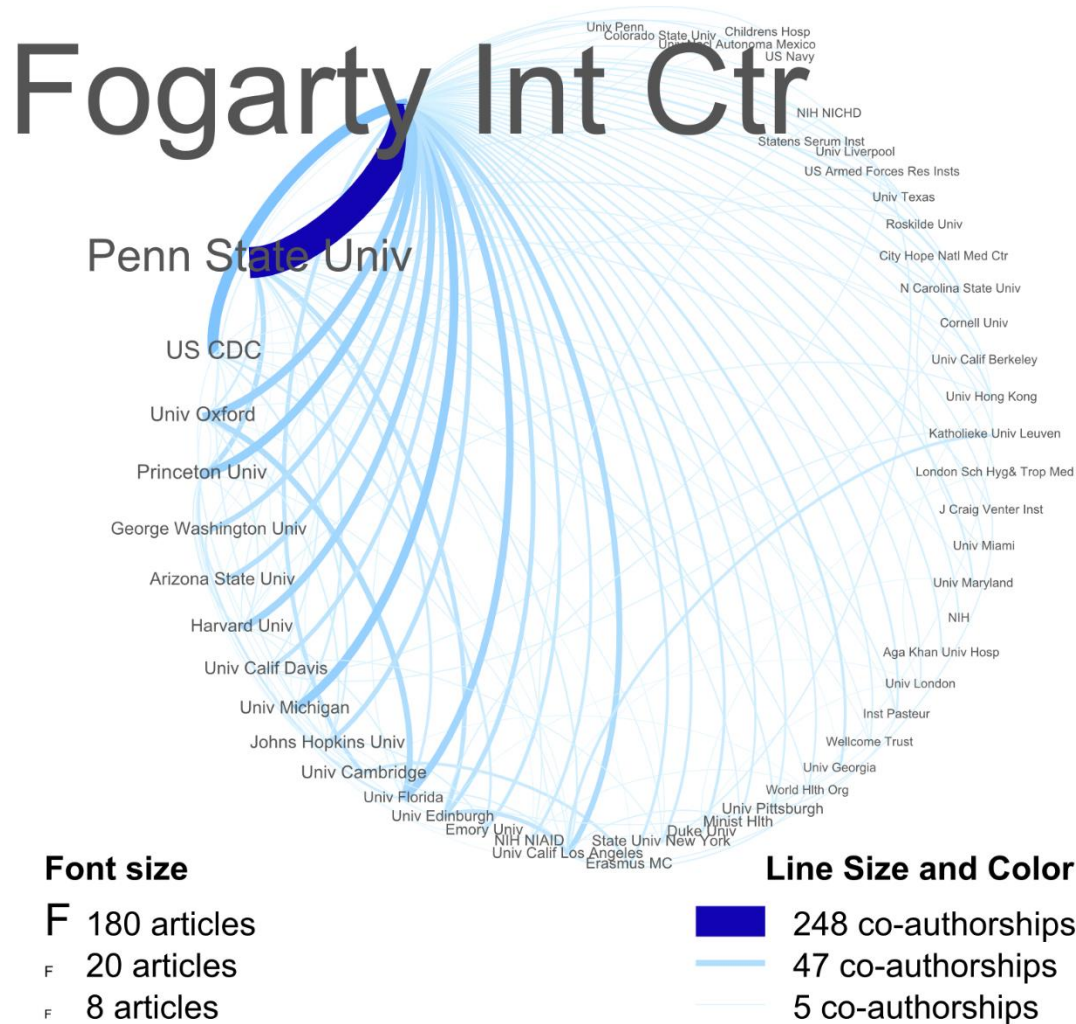 Univ Penn
Colorado State Univ
Childrens Hosp
Univ Nacl Autonoma Mexico
US Navy
Fogarty Int Ctr
NIH NICHD
Statens Serum Inst
Univ Liverpool
US Armed Forces Res Insts
Univ Texas
Roskilde Univ
Penn State Univ
City Hope Natl Med Ctr
N Carolina State Univ
Cornell Univ
US CDC
Univ Calif Berkeley
Univ Hong Kong
Univ Oxford
Katholieke Univ Leuven
Princeton Univ
London Sch Hyg& Trop Med
J Craig Venter Inst
George Washington Univ
Univ Miami
Arizona State Univ
Univ Maryland
NIH
Harvard Univ
Aga Khan Univ Hosp
Univ Calif Davis
Univ London
Univ Michigan
Inst Pasteur
Johns Hopkins Univ
Wellcome Trust
Univ Cambridge
Univ Georgia
Univ Florida
World Hlth Org
Univ Edinburgh
Univ Pittsburgh
Emory Univ
Minist Hlth
NIH NIAID
Duke Univ
State Univ New York
Univ Calif Los Angeles
Erasmus MC
Font size
F 180 articles
F 20 articles
F 8 articles
Line Size and Color
248 co-authorships
47 co-authorships
5 co-authorships